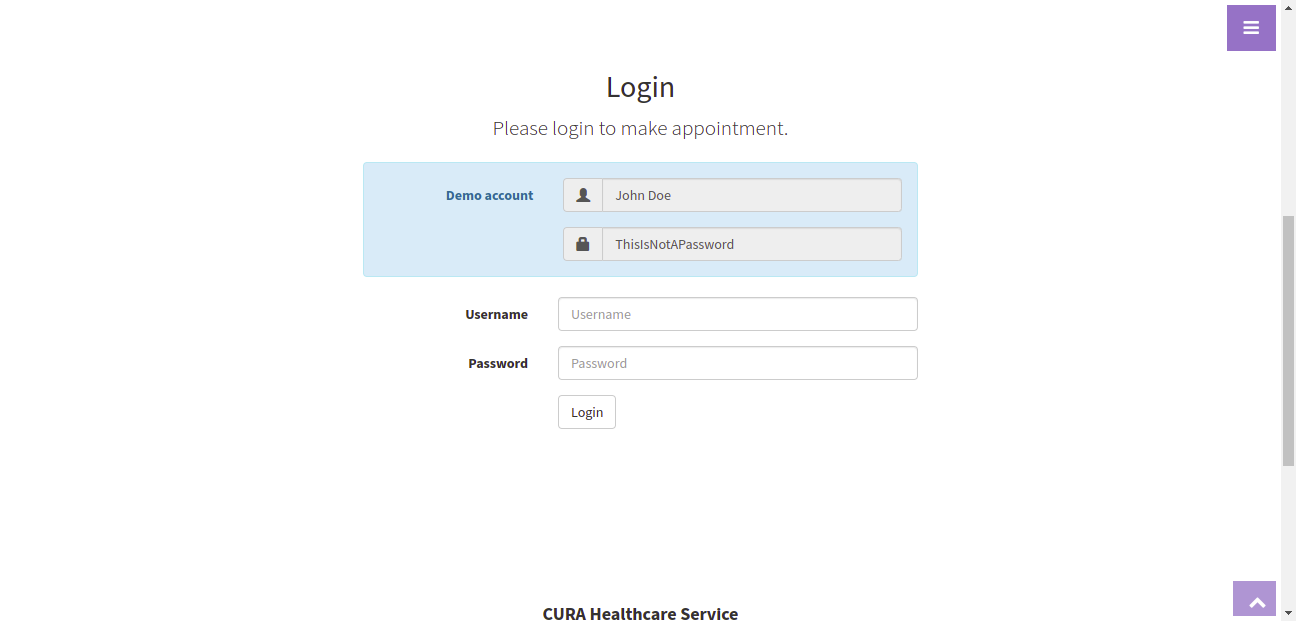 Login
Please login to make appointment.
Demo account
John Doe
ThisIsNotAPassword
Username
Username
Password
Password
Login
CURA Healthcare Service